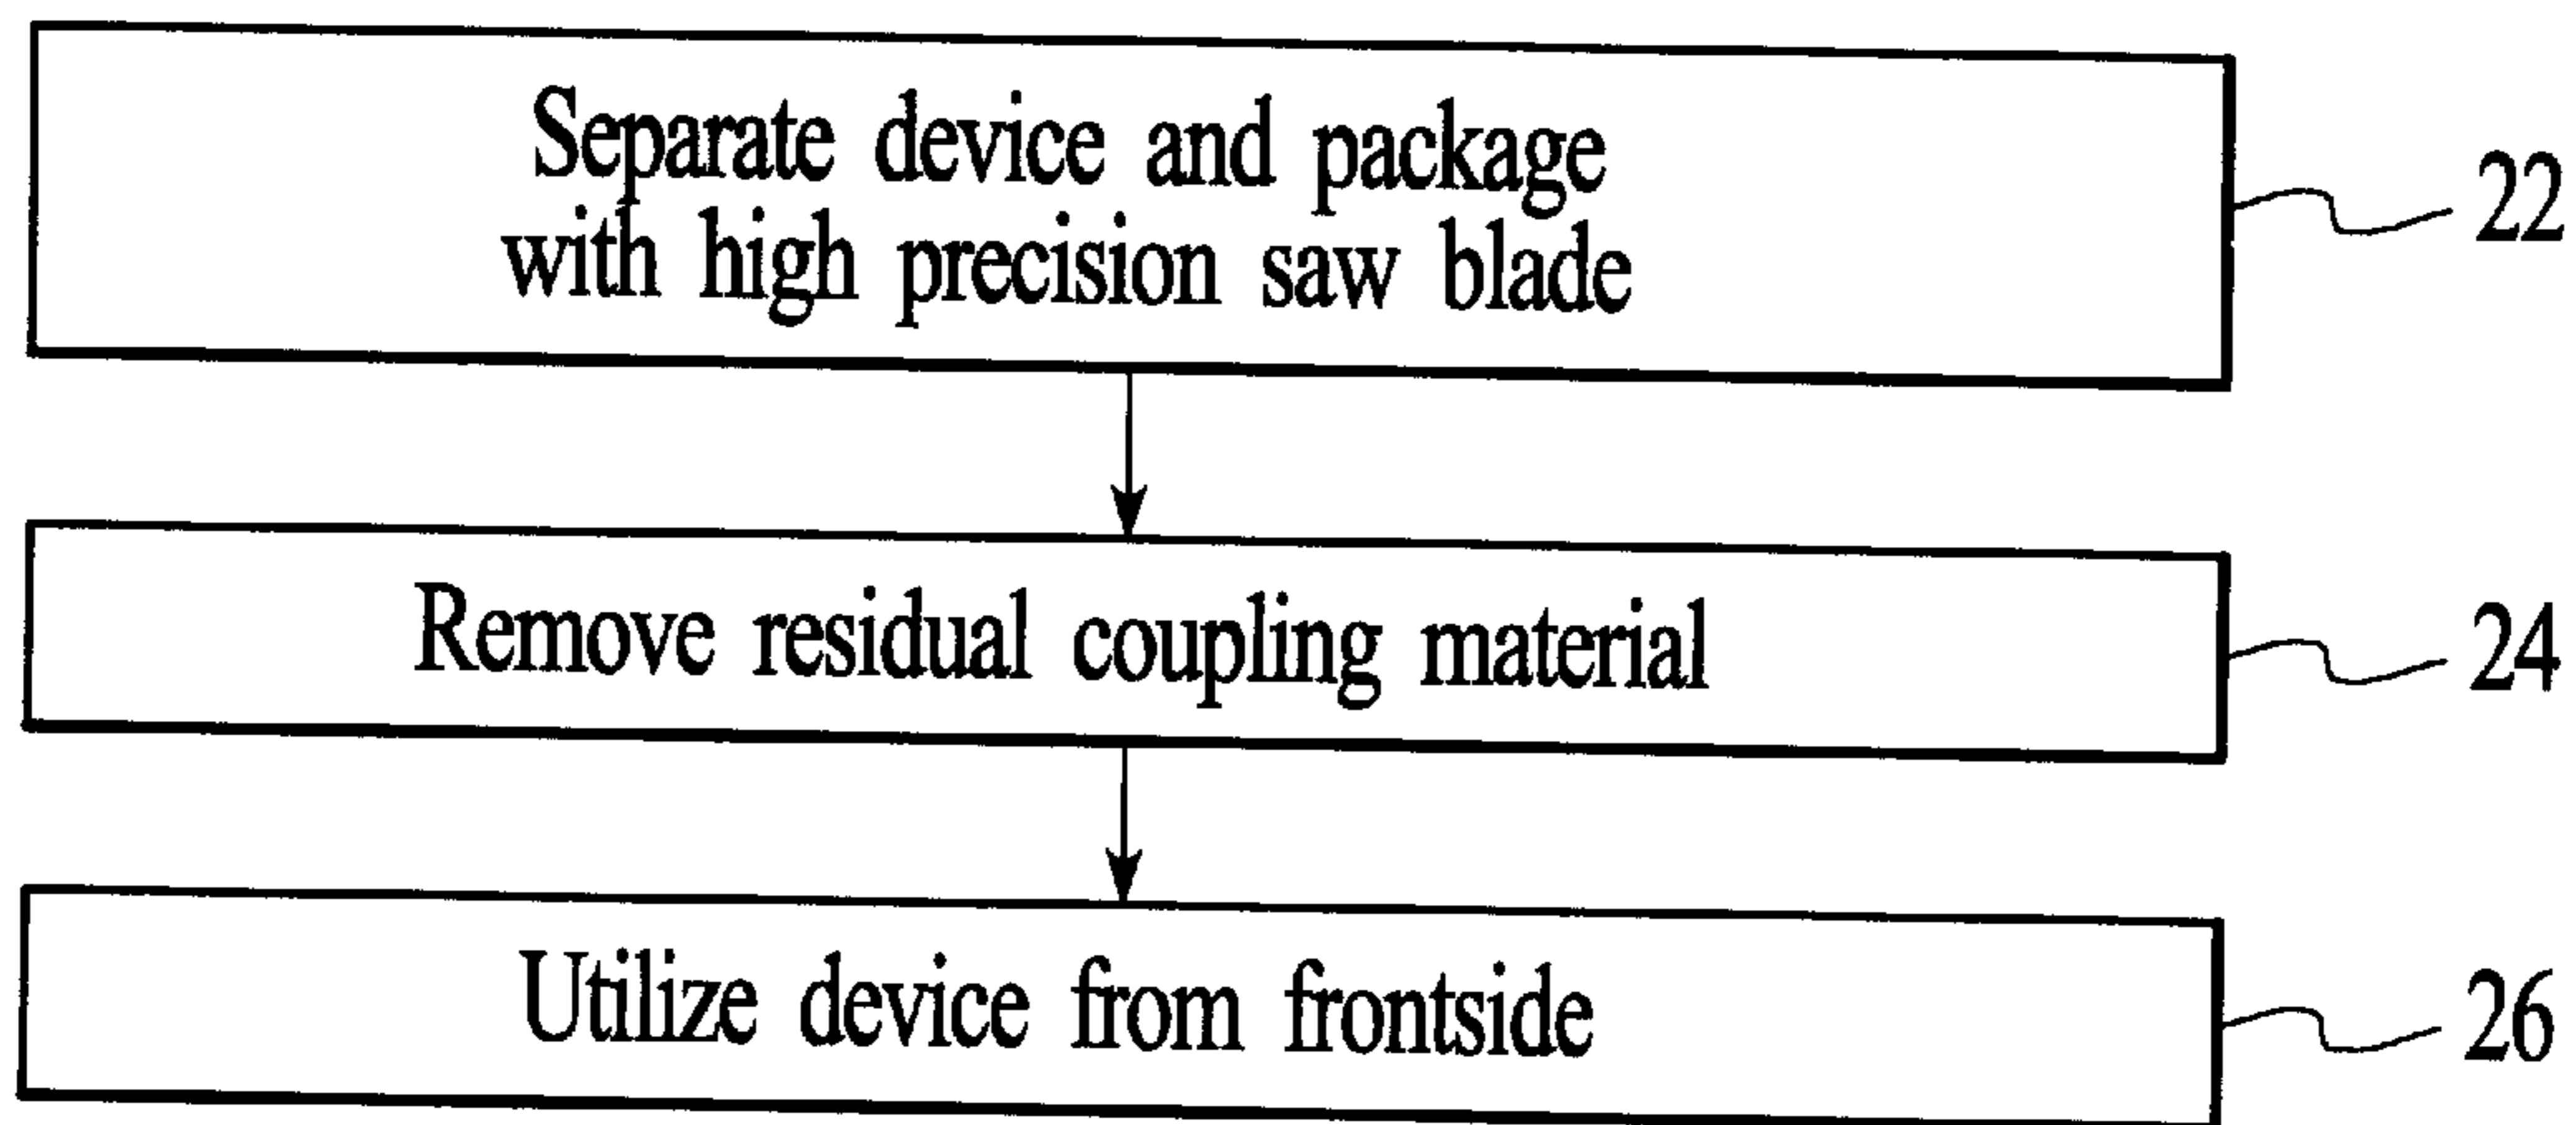 Separate device and package
with high precision saw blade
22
Remove residual coupling material
24
Utilize device from frontside
26